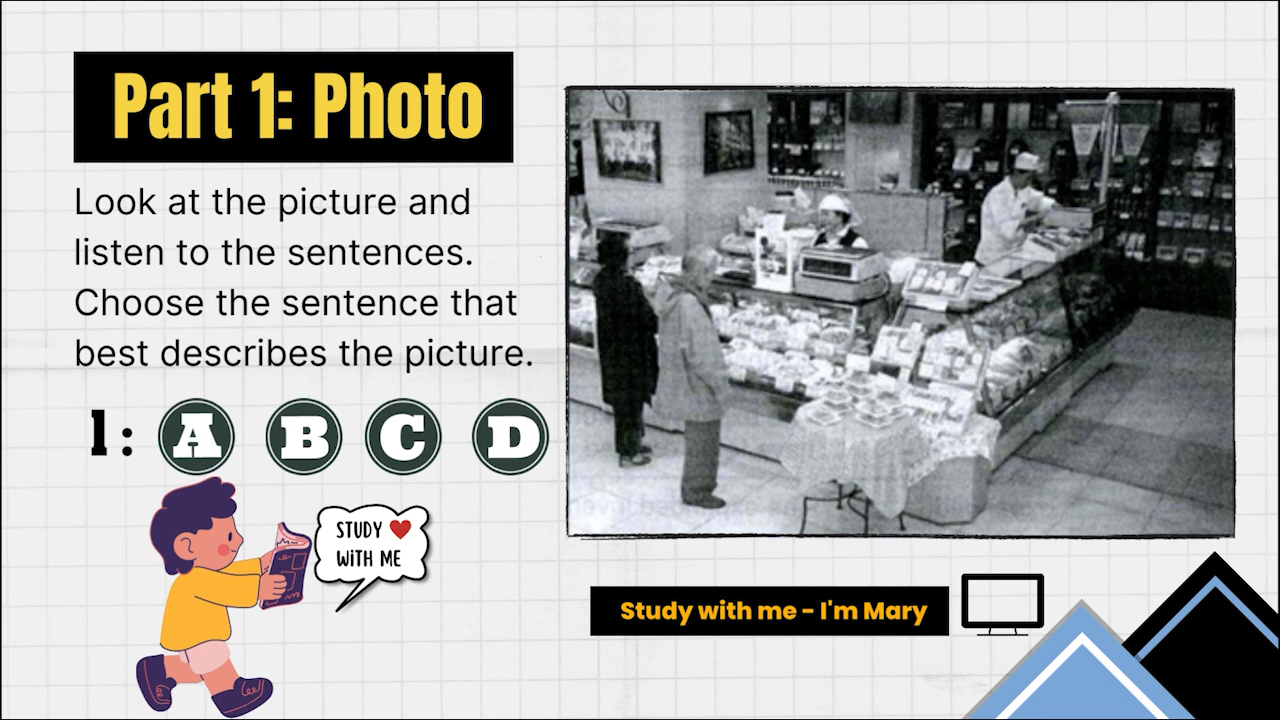 Part 1: Photo
Look at the picture and
listen to the sentences.
Choose the sentence that
best describes the picture.
1: A B C D
STUDY ❤
WiTH ME
Study with me - I'm Mary